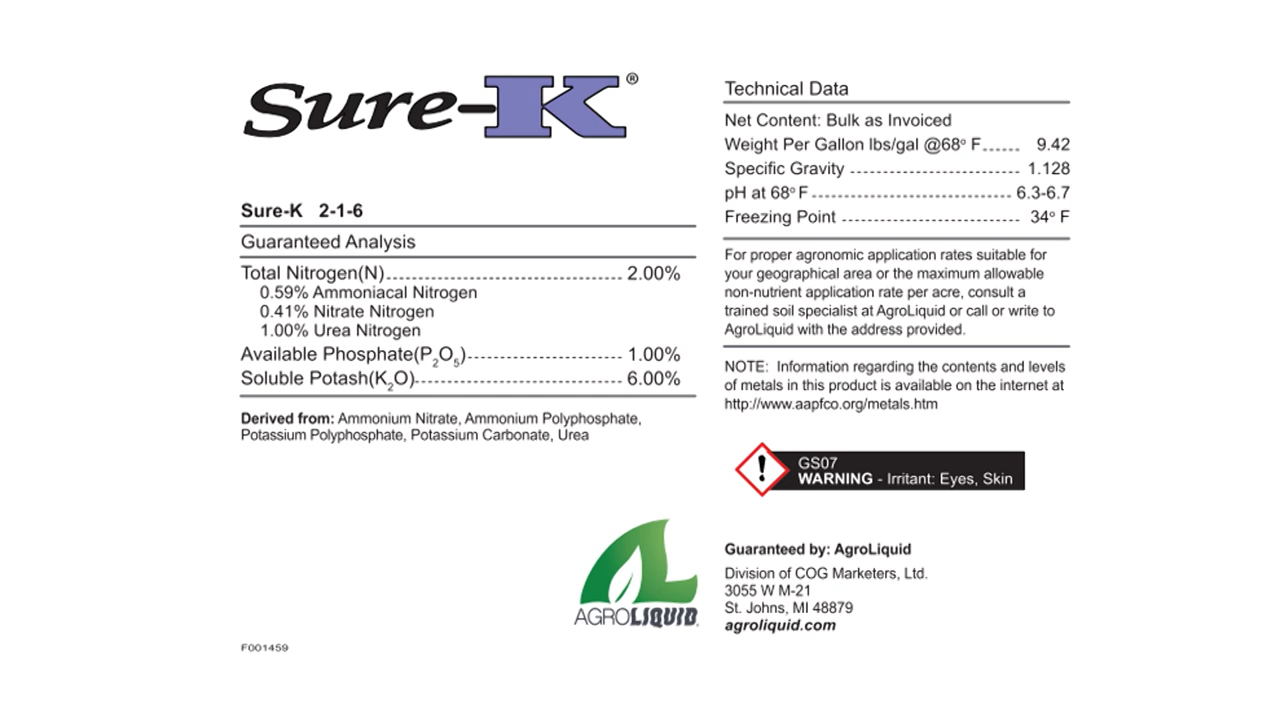 Sure-K®
Sure-K 2-1-6
Guaranteed Analysis
Total Nitrogen(N)------------------------------------ 2.00%
0.59% Ammoniacal Nitrogen
0.41% Nitrate Nitrogen
1.00% Urea Nitrogen
Available Phosphate(P₂O₅)----------------------- 1.00%
Soluble Potash(K₂O)------------------------------- 6.00%
Derived from: Ammonium Nitrate, Ammonium Polyphosphate,
Potassium Polyphosphate, Potassium Carbonate, Urea
Technical Data
Net Content: Bulk as Invoiced
Weight Per Gallon lbs/gal @68° F------ 9.42
Specific Gravity -------------------------- 1.128
pH at 68° F------------------------------ 6.3-6.7
Freezing Point --------------------------- 34° F
For proper agronomic application rates suitable for
your geographical area or the maximum allowable
non-nutrient application rate per acre, consult a
trained soil specialist at AgroLiquid or call or write to
AgroLiquid with the address provided.
NOTE: Information regarding the contents and levels
of metals in this product is available on the internet at
http://www.aapfco.org/metals.htm
!
GS07
WARNING - Irritant: Eyes, Skin
AGROLIQUID
Guaranteed by: AgroLiquid
Division of COG Marketers, Ltd.
3055 W M-21
St. Johns, MI 48879
agroliquid.com
F001459